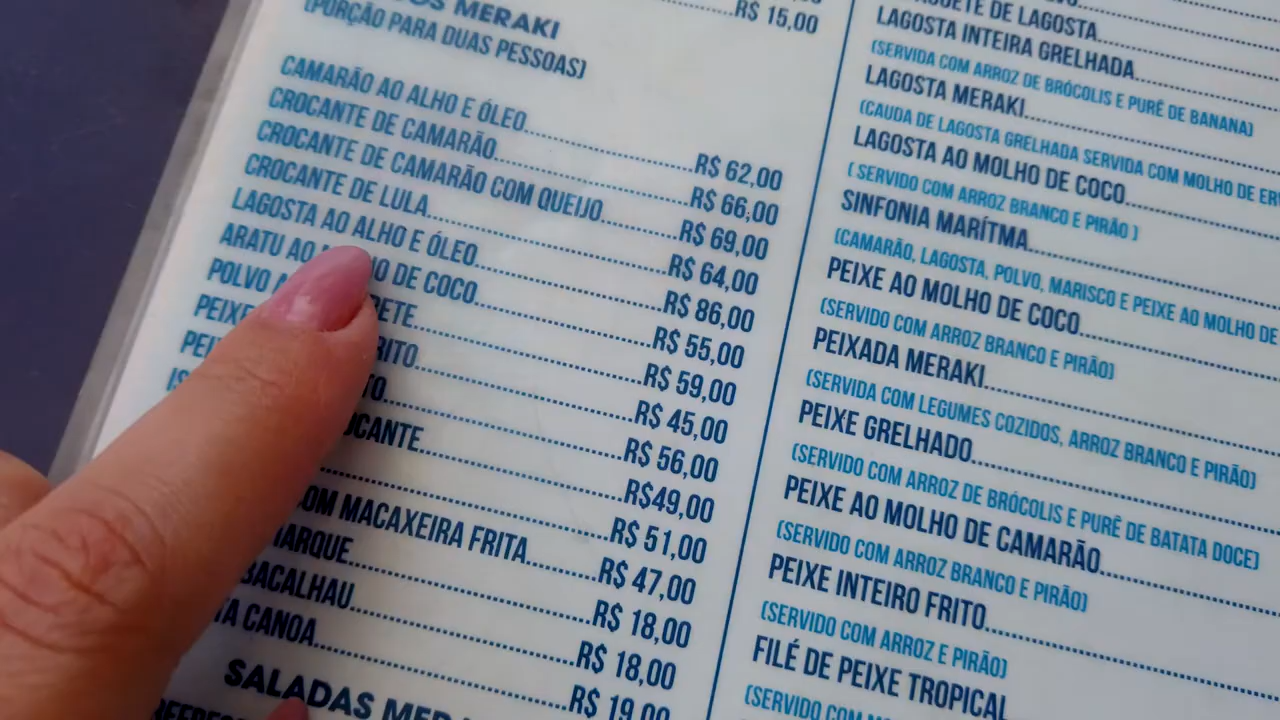 R$ 15,00
MERAKI
(PORÇÃO PARA DUAS PESSOAS)
CAMARÃO AO ALHO E ÓLEO R$ 62,00
CROCANTE DE CAMARÃO R$ 66,00
CROCANTE DE CAMARÃO COM QUEIJO R$ 69,00
CROCANTE DE LULA R$ 64,00
LAGOSTA AO ALHO E ÓLEO R$ 86,00
ARATU AO DE COCO R$ 55,00
POLVO R$ 59,00
PEIXE R$ 45,00
R$ 56,00
R$49,00
R$ 51,00
MACAXEIRA FRITA R$ 47,00
R$ 18,00
BACALHAU R$ 18,00
CANOA R$ 19,00
SALADAS
DE LAGOSTA
LAGOSTA INTEIRA GRELHADA
(SERVIDA COM ARROZ DE BRÓCOLIS E PURÊ DE BANANA)
LAGOSTA MERAKI
(CAUDA DE LAGOSTA GRELHADA SERVIDA COM MOLHO DE
LAGOSTA AO MOLHO DE COCO
( SERVIDO COM ARROZ BRANCO E PIRÃO )
SINFONIA MARÍTMA
(CAMARÃO, LAGOSTA, POLVO, MARISCO E PEIXE AO MOLHO DE
PEIXE AO MOLHO DE COCO
(SERVIDO COM ARROZ BRANCO E PIRÃO)
PEIXADA MERAKI
(SERVIDA COM LEGUMES COZIDOS, ARROZ BRANCO E PIRÃO)
PEIXE GRELHADO
(SERVIDO COM ARROZ DE BRÓCOLIS E PURÊ DE BATATA DOCE)
PEIXE AO MOLHO DE CAMARÃO
(SERVIDO COM ARROZ BRANCO E PIRÃO)
PEIXE INTEIRO FRITO
(SERVIDO COM ARROZ E PIRÃO)
FILÉ DE PEIXE TROPICAL
(SERVIDO COM